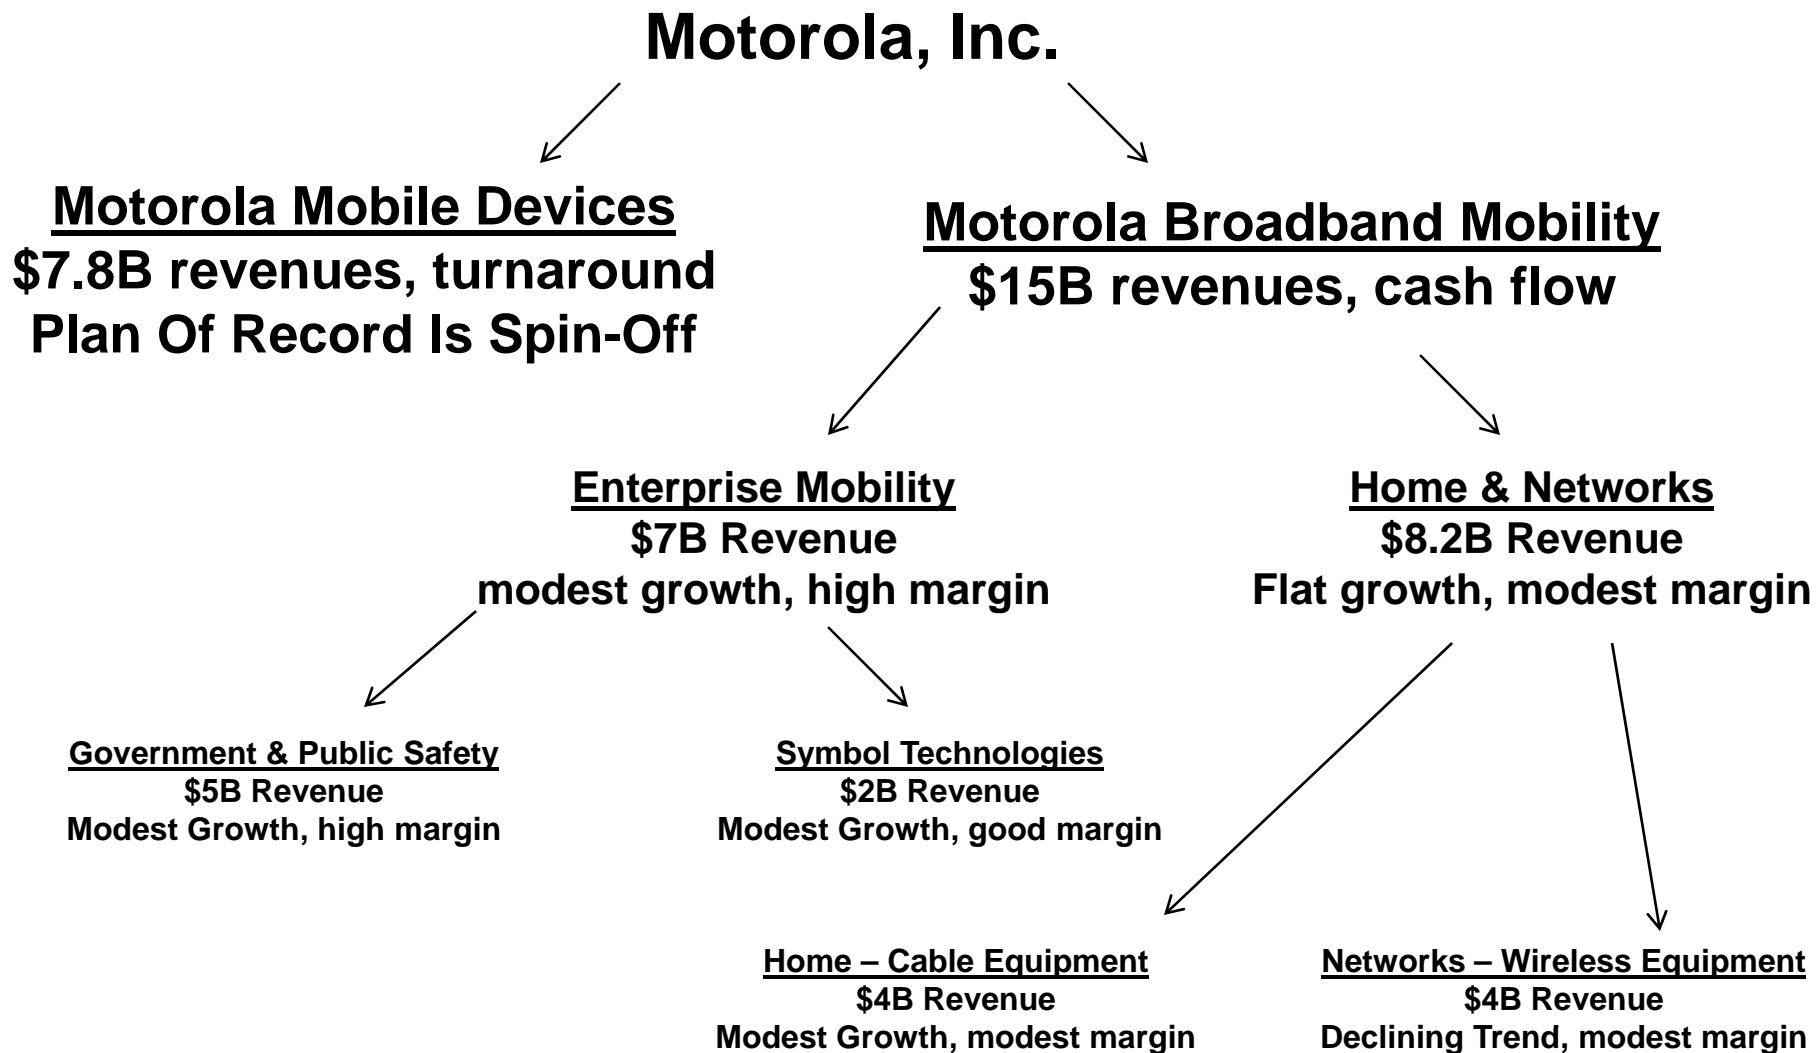 Motorola, Inc.
Motorola Mobile Devices
$7.8B revenues, turnaround
Plan Of Record Is Spin-Off
Motorola Broadband Mobility
$15B revenues, cash flow
Enterprise Mobility
$7B Revenue
modest growth, high margin
Home & Networks
$8.2B Revenue
Flat growth, modest margin
Government & Public Safety
$5B Revenue
Modest Growth, high margin
Symbol Technologies
$2B Revenue
Modest Growth, good margin
Home – Cable Equipment
$4B Revenue
Modest Growth, modest margin
Networks – Wireless Equipment
$4B Revenue
Declining Trend, modest margin